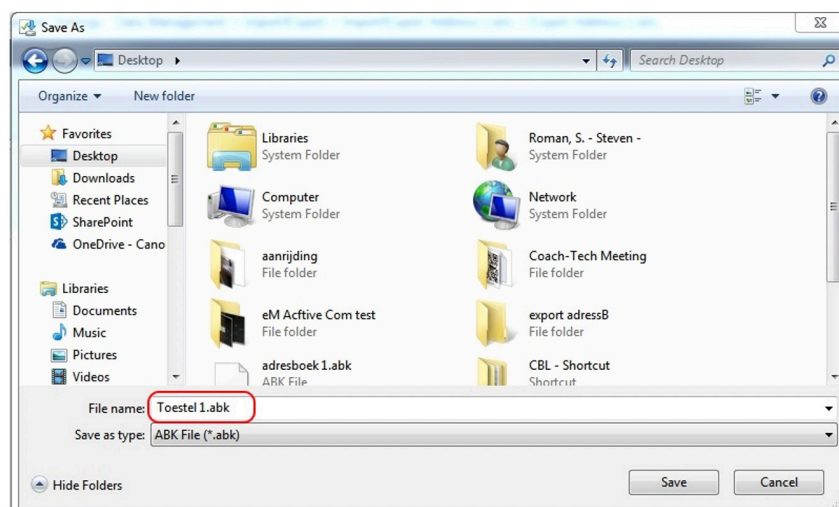 Save As
Desktop
Search Desktop
Organize
New folder
Favorites
Desktop
Downloads
Recent Places
SharePoint
OneDrive - Cano
Libraries
Documents
Music
Pictures
Videos
Libraries
System Folder
Roman, S. - Steven -
System Folder
Computer
System Folder
Network
System Folder
aanrijding
File folder
Coach-Tech Meeting
File folder
eM Acftive Com test
File folder
export adressB
File folder
adresboek 1.abk
ABK File
CBL - Shortcut
Shortcut
File name: Toestel 1.abk
Save as type: ABK File (*.abk)
Hide Folders
Save
Cancel